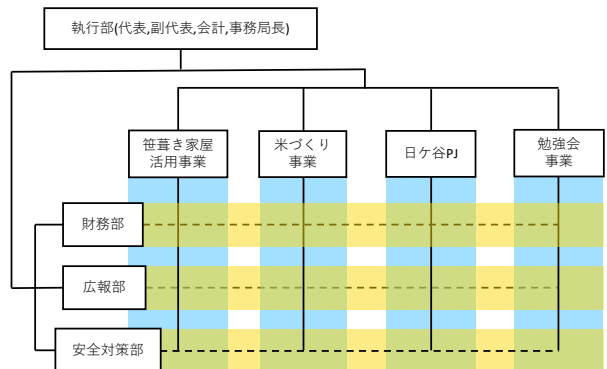 執行部(代表,副代表,会計,事務局長)
笹葺き家屋
活用事業
米づくり
事業
日ケ谷PJ
勉強会
事業
財務部
広報部
安全対策部